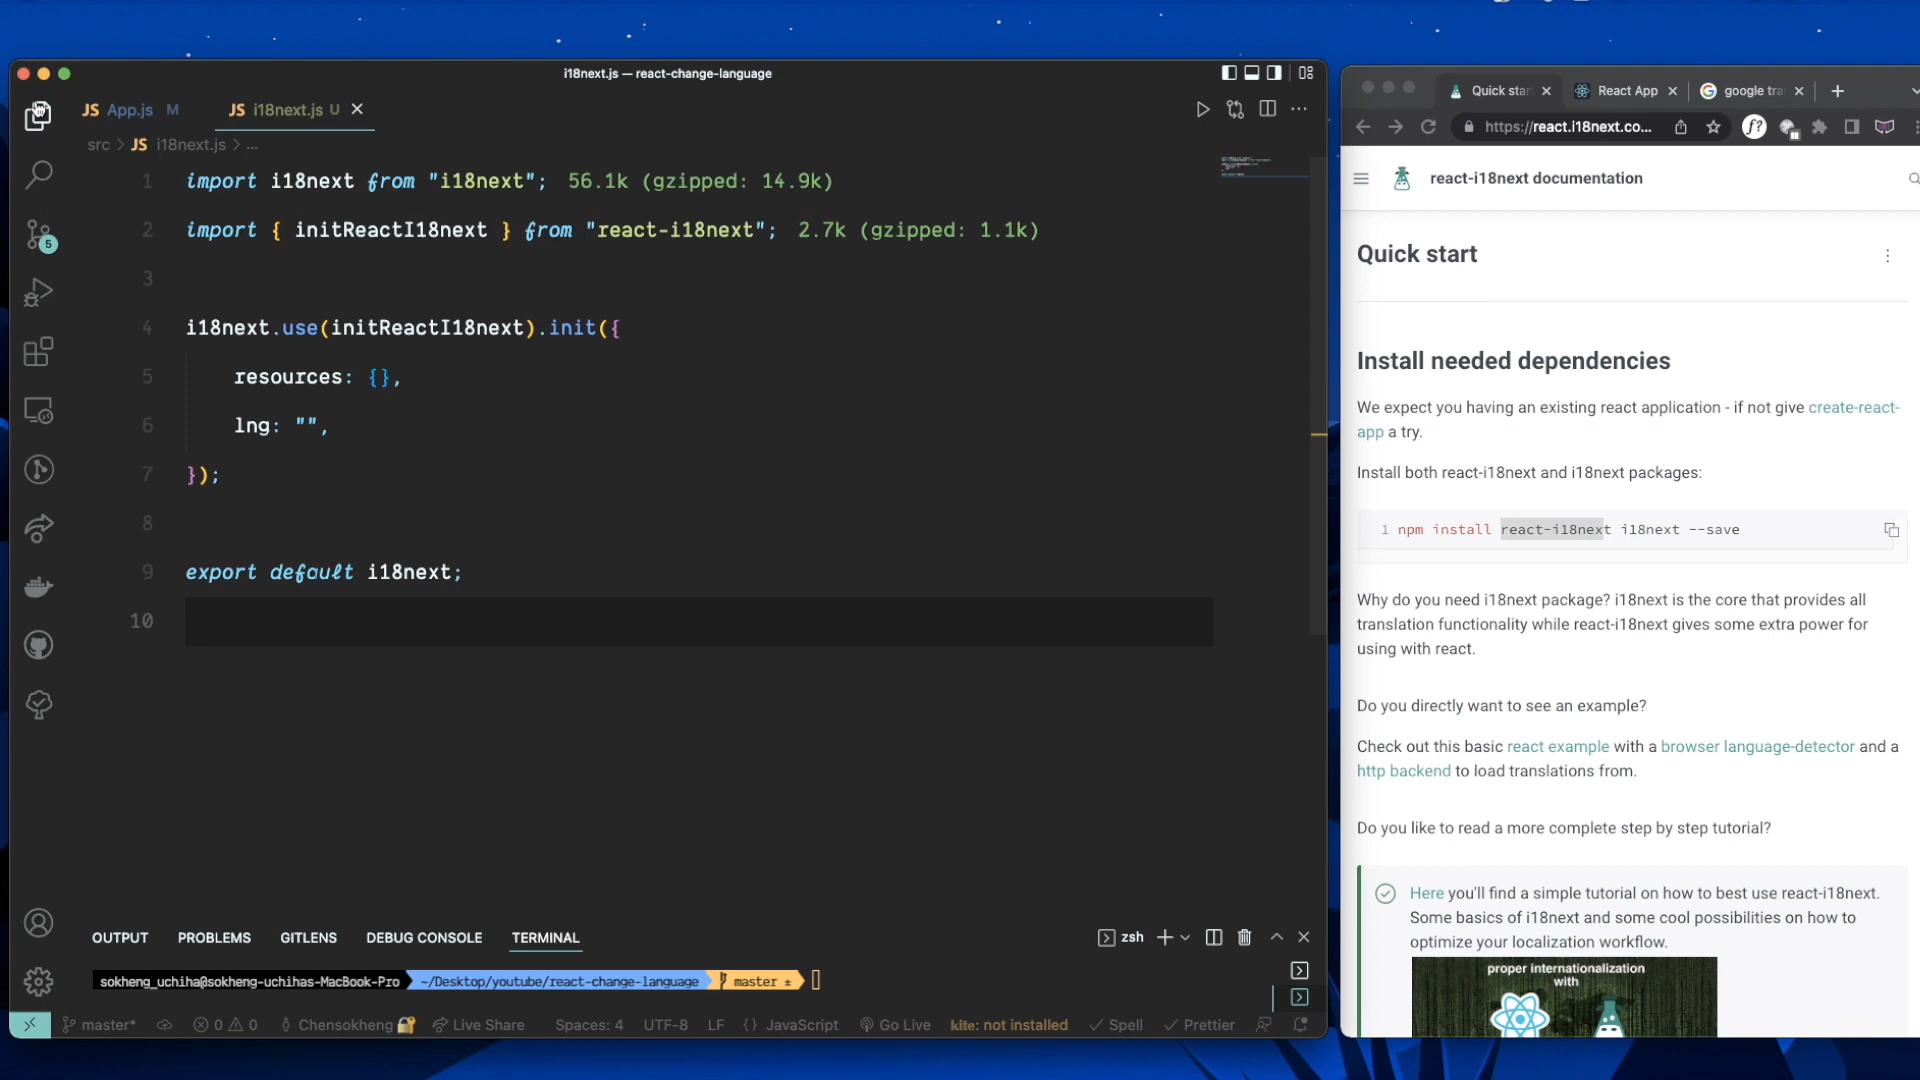 i18next.js — react-change-language
JS App.js M
JS i18next.js U
src > JS i18next.js > ...
1 import i18next from "i18next"; 56.1k (gzipped: 14.9k)
2 import { initReactI18next } from "react-i18next"; 2.7k (gzipped: 1.1k)
3
4 i18next.use(initReactI18next).init({
5 resources: {},
6 lng: "",
7 });
8
9 export default i18next;
10
5
OUTPUT PROBLEMS GITLENS DEBUG CONSOLE TERMINAL
zsh
sokheng_uchiha@sokheng-uchihas-MacBook-Pro ~/Desktop/youtube/react-change-language master ±
master* 0 0 Chensokheng Live Share Spaces: 4 UTF-8 LF {} JavaScript Go Live kite: not installed Spell Prettier
Quick star
React App
google tra
https://react.i18next.co...
f?
react-i18next documentation
Quick start
Install needed dependencies
We expect you having an existing react application - if not give create-react-
app a try.
Install both react-i18next and i18next packages:
1 npm install react-i18next i18next --save
Why do you need i18next package? i18next is the core that provides all
translation functionality while react-i18next gives some extra power for
using with react.
Do you directly want to see an example?
Check out this basic react example with a browser language-detector and a
http backend to load translations from.
Do you like to read a more complete step by step tutorial?
Here you'll find a simple tutorial on how to best use react-i18next.
Some basics of i18next and some cool possibilities on how to
optimize your localization workflow.
proper internationalization
with